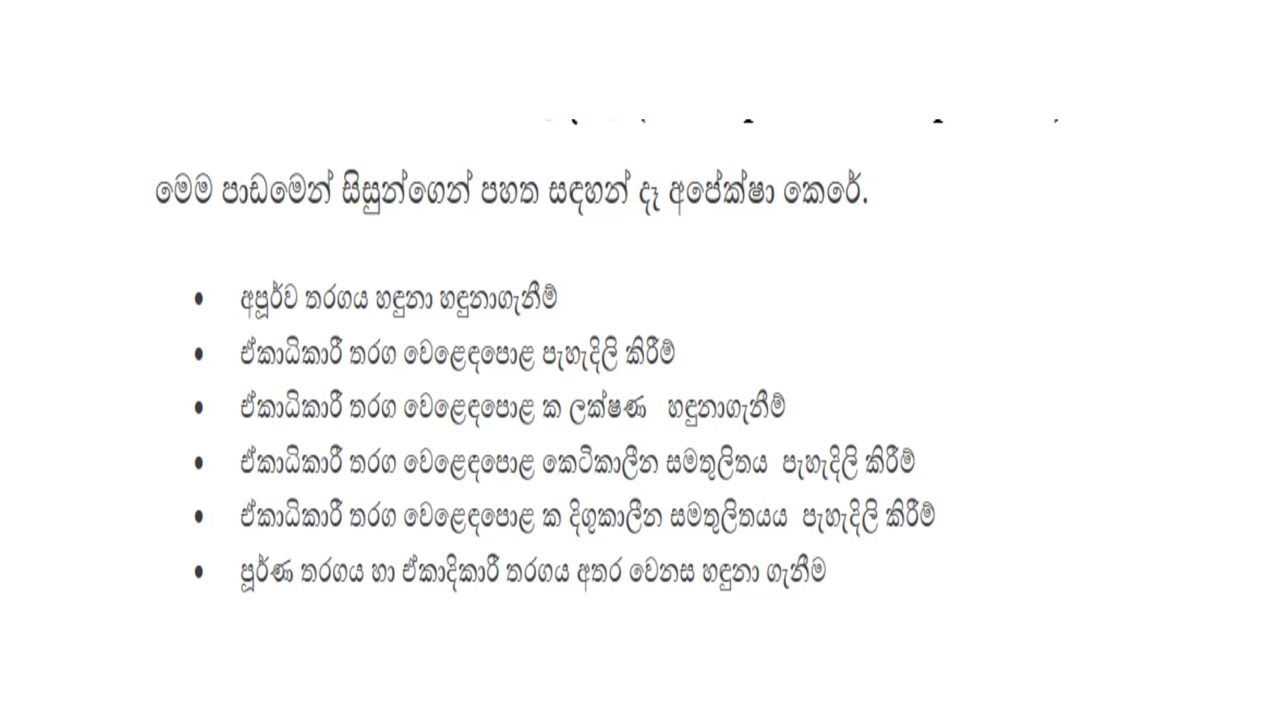 මෙම පාඩමෙන් සිසුන්ගෙන් පහත සඳහන් දෑ අපේක්ෂා කෙරේ.
• අපූර්ව තරගය හඳුනා හඳුනාගැනීම්
• ඒකාධිකාරී තරග වෙළෙඳපොළ පැහැදිලි කිරීම්
• ඒකාධිකාරී තරග වෙළෙඳපොළ ක ලක්ෂණ හඳුනාගැනීම්
• ඒකාධිකාරී තරග වෙළෙඳපොළ කෙටිකාලීන සමතුලිතය පැහැදිලි කිරීම්
• ඒකාධිකාරී තරග වෙළෙඳපොළ ක දිගුකාලීන සමතුලිතයය පැහැදිලි කිරීම්
• පූර්ණ තරගය හා ඒකාදිකාරී තරගය අතර වෙනස හඳුනා ගැනීම